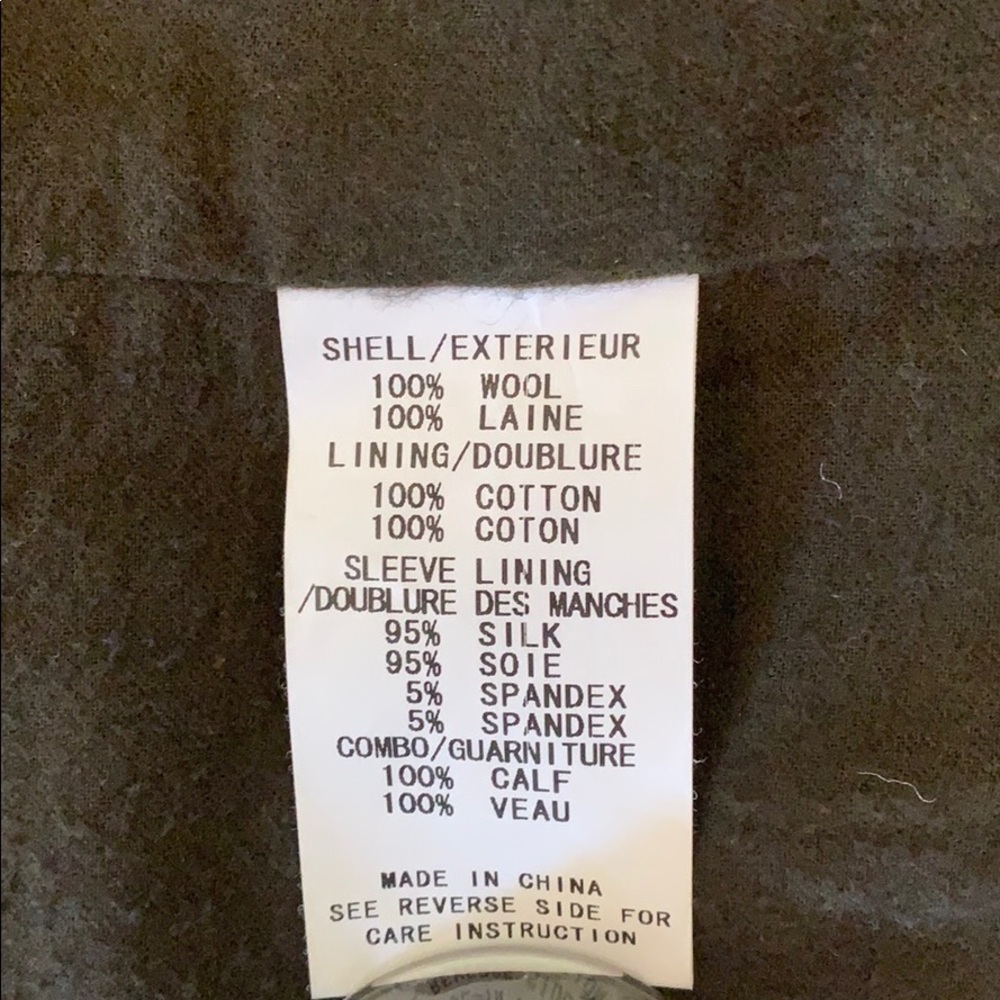 SHELL/EXTERIEUR
100% WOOL
100% LAINE
LINING/DOUBLURE
100% COTTON
100% COTON
SLEEVE LINING
/DOUBLURE DES MANCHES
95% SILK
95% SOIE
5% SPANDEX
5% SPANDEX
COMBO/GUARNITURE
100% CALF
100% VEAU
MADE IN CHINA
SEE REVERSE SIDE FOR
CARE INSTRUCTION